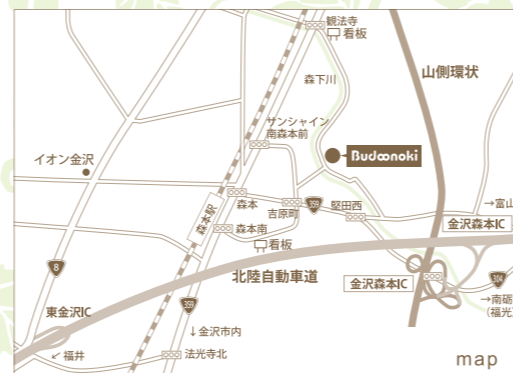 観法寺
看板
山側環状
森下川
サンシャイン
南森本前
イオン金沢
Budoonoki
森本駅
森本
吉原町
359
堅田西
→富山
森本南
金沢森本IC
看板
北陸自動車道
8
金沢森本IC
304
359
→南砺
(福光)
東金沢IC
↓金沢市内
↙福井
法光寺北
map